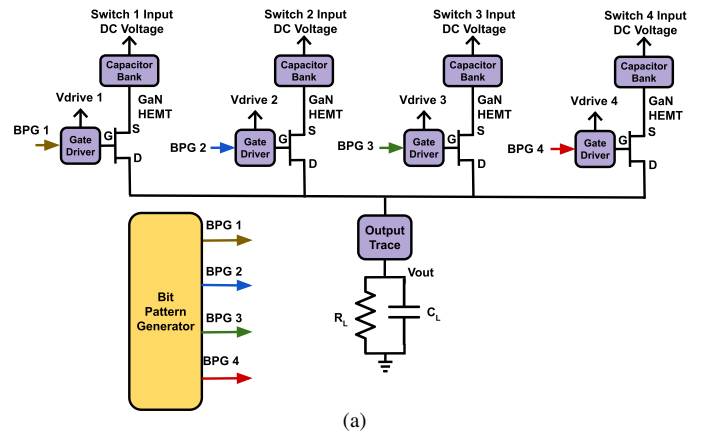 Switch 1 Input
DC Voltage
Switch 2 Input
DC Voltage
Switch 3 Input
DC Voltage
Switch 4 Input
DC Voltage
Capacitor
Bank
Capacitor
Bank
Capacitor
Bank
Capacitor
Bank
Vdrive 1
GaN
HEMT
Vdrive 2
GaN
HEMT
Vdrive 3
GaN
HEMT
Vdrive 4
GaN
HEMT
BPG 1
Gate
Driver
G
S
D
BPG 2
Gate
Driver
G
S
D
BPG 3
Gate
Driver
G
S
D
BPG 4
Gate
Driver
G
S
D
Bit
Pattern
Generator
BPG 1
BPG 2
BPG 3
BPG 4
Output
Trace
Vout
RL
CL
(a)